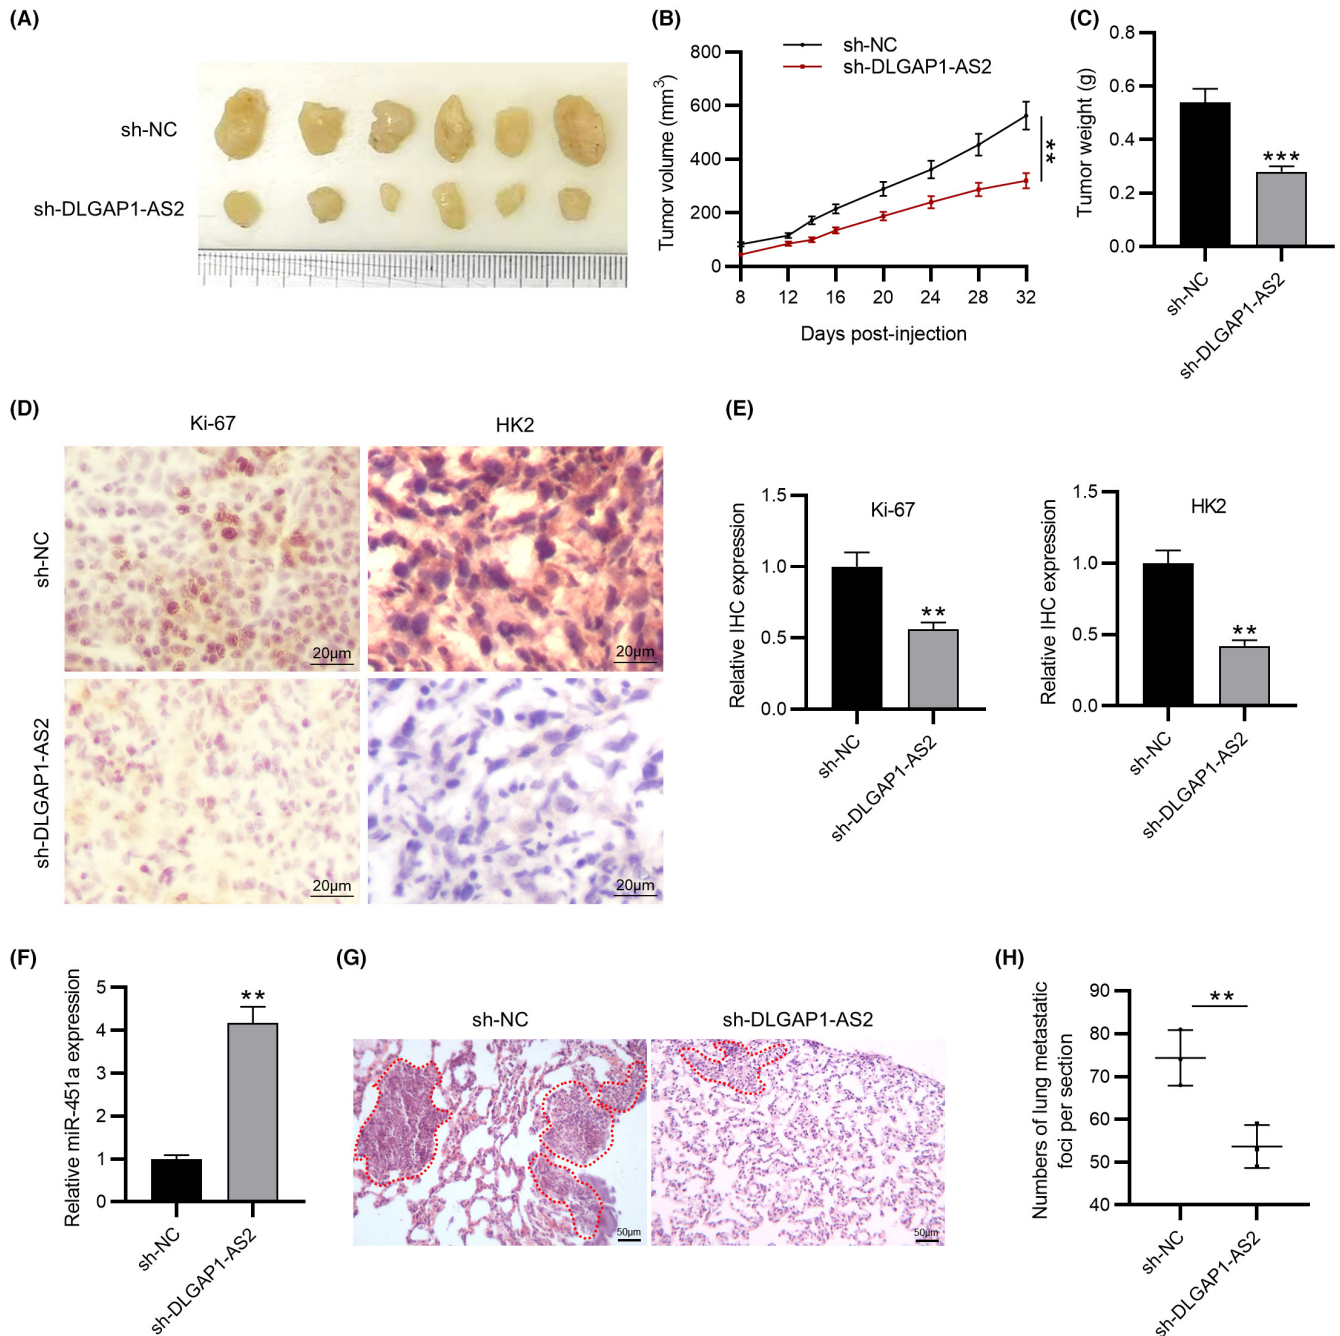 (A)
sh-NC
sh-DLGAP1-AS2
(B)
Tumor volume (mm3)
800
600
400
200
0
sh-NC
sh-DLGAP1-AS2
**
8 12 16 20 24 28 32
Days post-injection
(C)
Tumor weight (g)
0.8
0.6
0.4
0.2
0.0
***
sh-NC
sh-DLGAP1-AS2
(D)
Ki-67
HK2
sh-NC
20μm
20μm
sh-DLGAP1-AS2
20μm
20μm
(E)
Relative IHC expression
1.5
1.0
0.5
0.0
Ki-67
**
sh-NC
sh-DLGAP1-AS2
Relative IHC expression
1.5
1.0
0.5
0.0
HK2
**
sh-NC
sh-DLGAP1-AS2
(F)
Relative miR-451a expression
5
4
3
2
1
0
**
sh-NC
sh-DLGAP1-AS2
(G)
sh-NC
sh-DLGAP1-AS2
50μm
50μm
(H)
Numbers of lung metastatic
foci per section
90
80
70
60
50
40
**
sh-NC
sh-DLGAP1-AS2